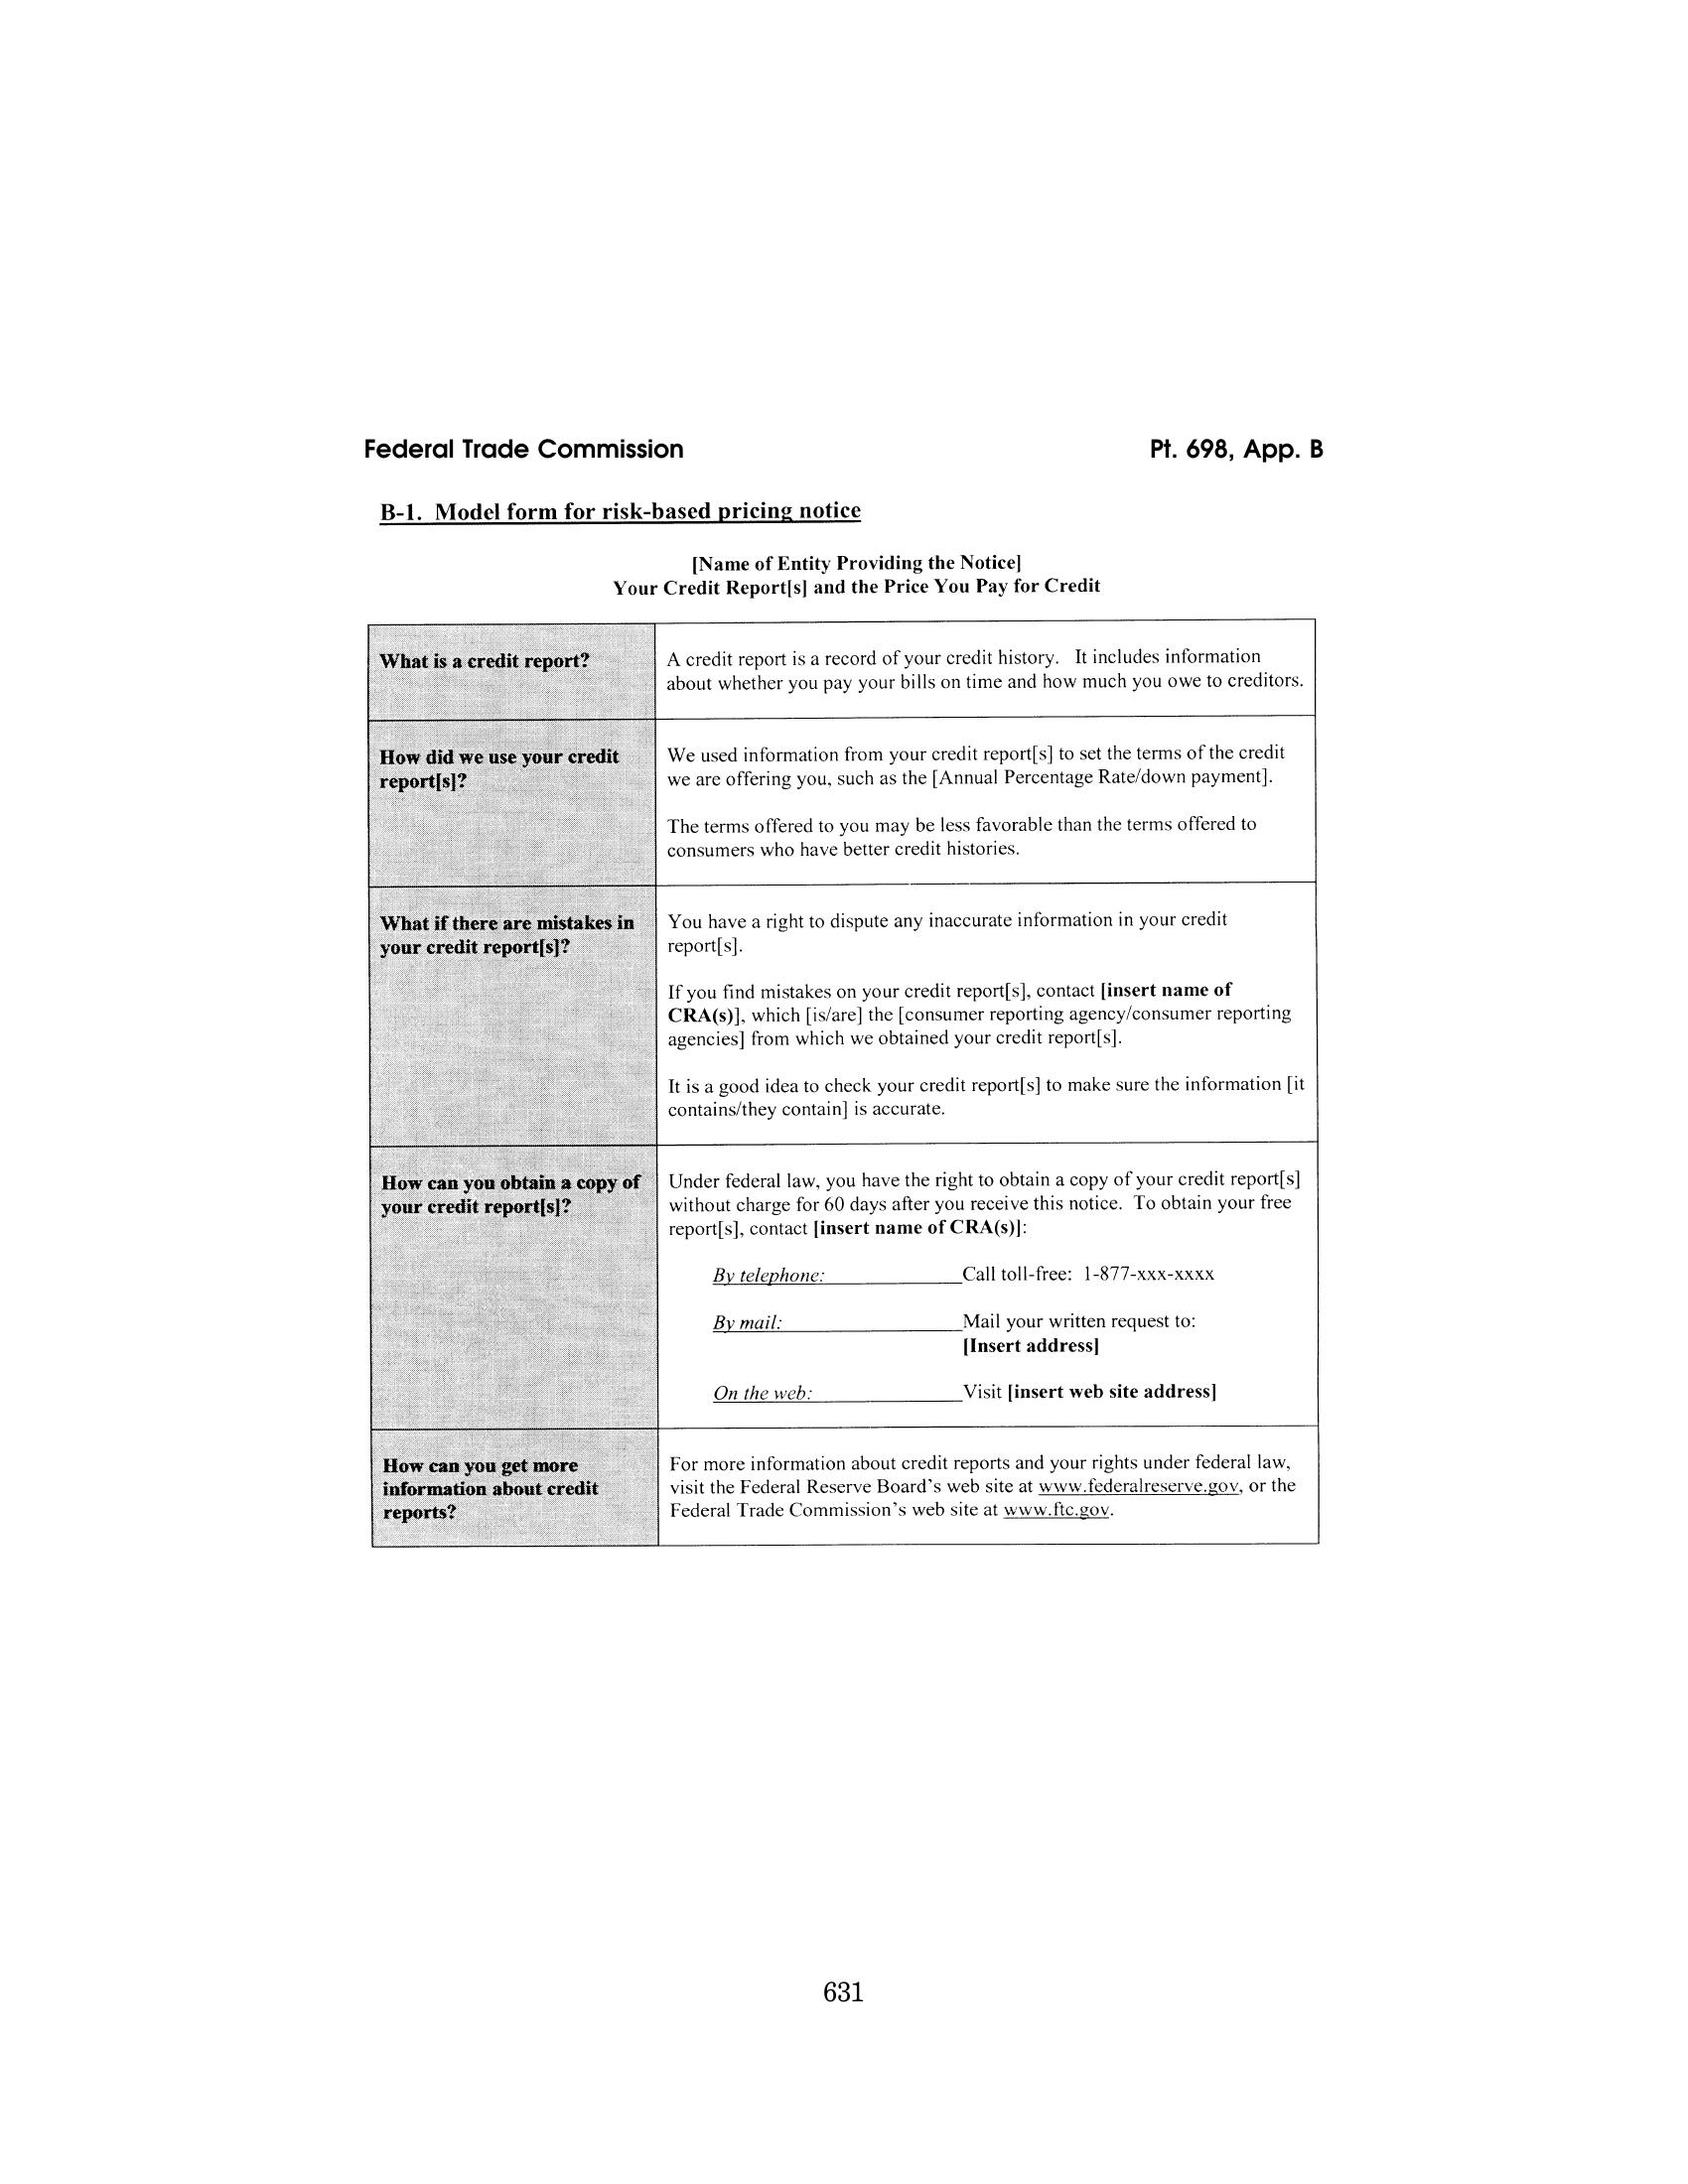 Federal Trade Commission Pt. 698, App. B
B-1. Model form for risk-based pricing notice
[Name of Entity Providing the Notice]
Your Credit Report[s] and the Price You Pay for Credit
What is a credit report?
A credit report is a record of your credit history. It includes information
about whether you pay your bills on time and how much you owe to creditors.
How did we use your credit
report[s]?
We used information from your credit report[s] to set the terms of the credit
we are offering you, such as the [Annual Percentage Rate/down payment].
The terms offered to you may be less favorable than the terms offered to
consumers who have better credit histories.
What if there are mistakes in
your credit report[s]?
You have a right to dispute any inaccurate information in your credit
report[s].
If you find mistakes on your credit report[s], contact [insert name of
CRA(s)], which [is/are] the [consumer reporting agency/consumer reporting
agencies] from which we obtained your credit report[s].
It is a good idea to check your credit report[s] to make sure the information [it
contains/they contain] is accurate.
How can you obtain a copy of
your credit report[s]?
Under federal law, you have the right to obtain a copy of your credit report[s]
without charge for 60 days after you receive this notice. To obtain your free
report[s], contact [insert name of CRA(s)]:
By telephone: Call toll-free: 1-877-xxx-xxxx
By mail: Mail your written request to:
[Insert address]
On the web: Visit [insert web site address]
How can you get more
information about credit
reports?
For more information about credit reports and your rights under federal law,
visit the Federal Reserve Board's web site at www.federalreserve.gov, or the
Federal Trade Commission's web site at www.ftc.gov.
631